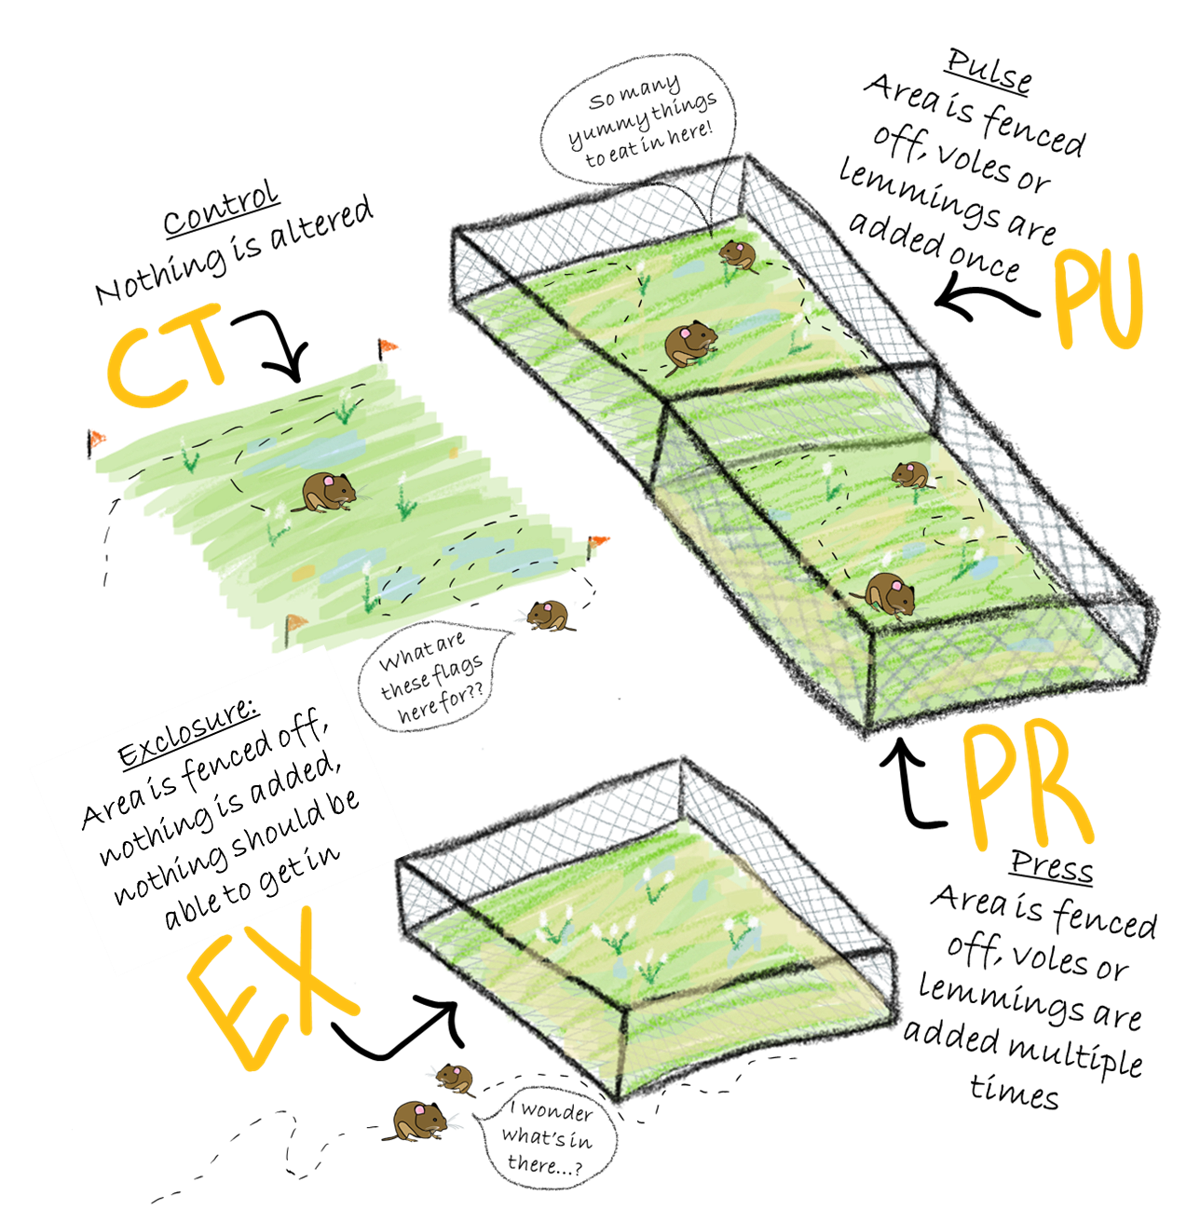 Control
Nothing is altered
CT
So many
yummy things
to eat in here!
Pulse
Area is fenced
off, voles or
lemmings are
added once
PU
What are
these flags
here for??
Exclosure:
Area is fenced off,
nothing is added,
nothing should be
able to get in
EX
I wonder
what's in
there...?
PR
Press
Area is fenced
off, voles or
lemmings are
added multiple
times